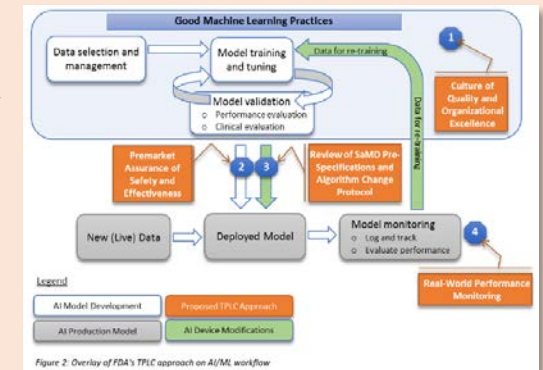 Good Machine Learning Practices
Data selection and
management
Model training
and tuning
Data for re-training
1
Culture of
Quality and
Organizational
Excellence
Model validation
o Performance evaluation
o Clinical evaluation
Data for re-training
Premarket
Assurance of
Safety and
Effectiveness
2
3
Review of SaMD Pre-
Specifications and
Algorithm Change
Protocol
New (Live) Data
Deployed Model
Model monitoring
o Log and track
o Evaluate performance
4
Real-World Performance
Monitoring
Legend
AI Model Development
Proposed TPLC Approach
AI Production Model
AI Device Modifications
Figure 2: Overlay of FDA's TPLC approach on AI/ML workflow